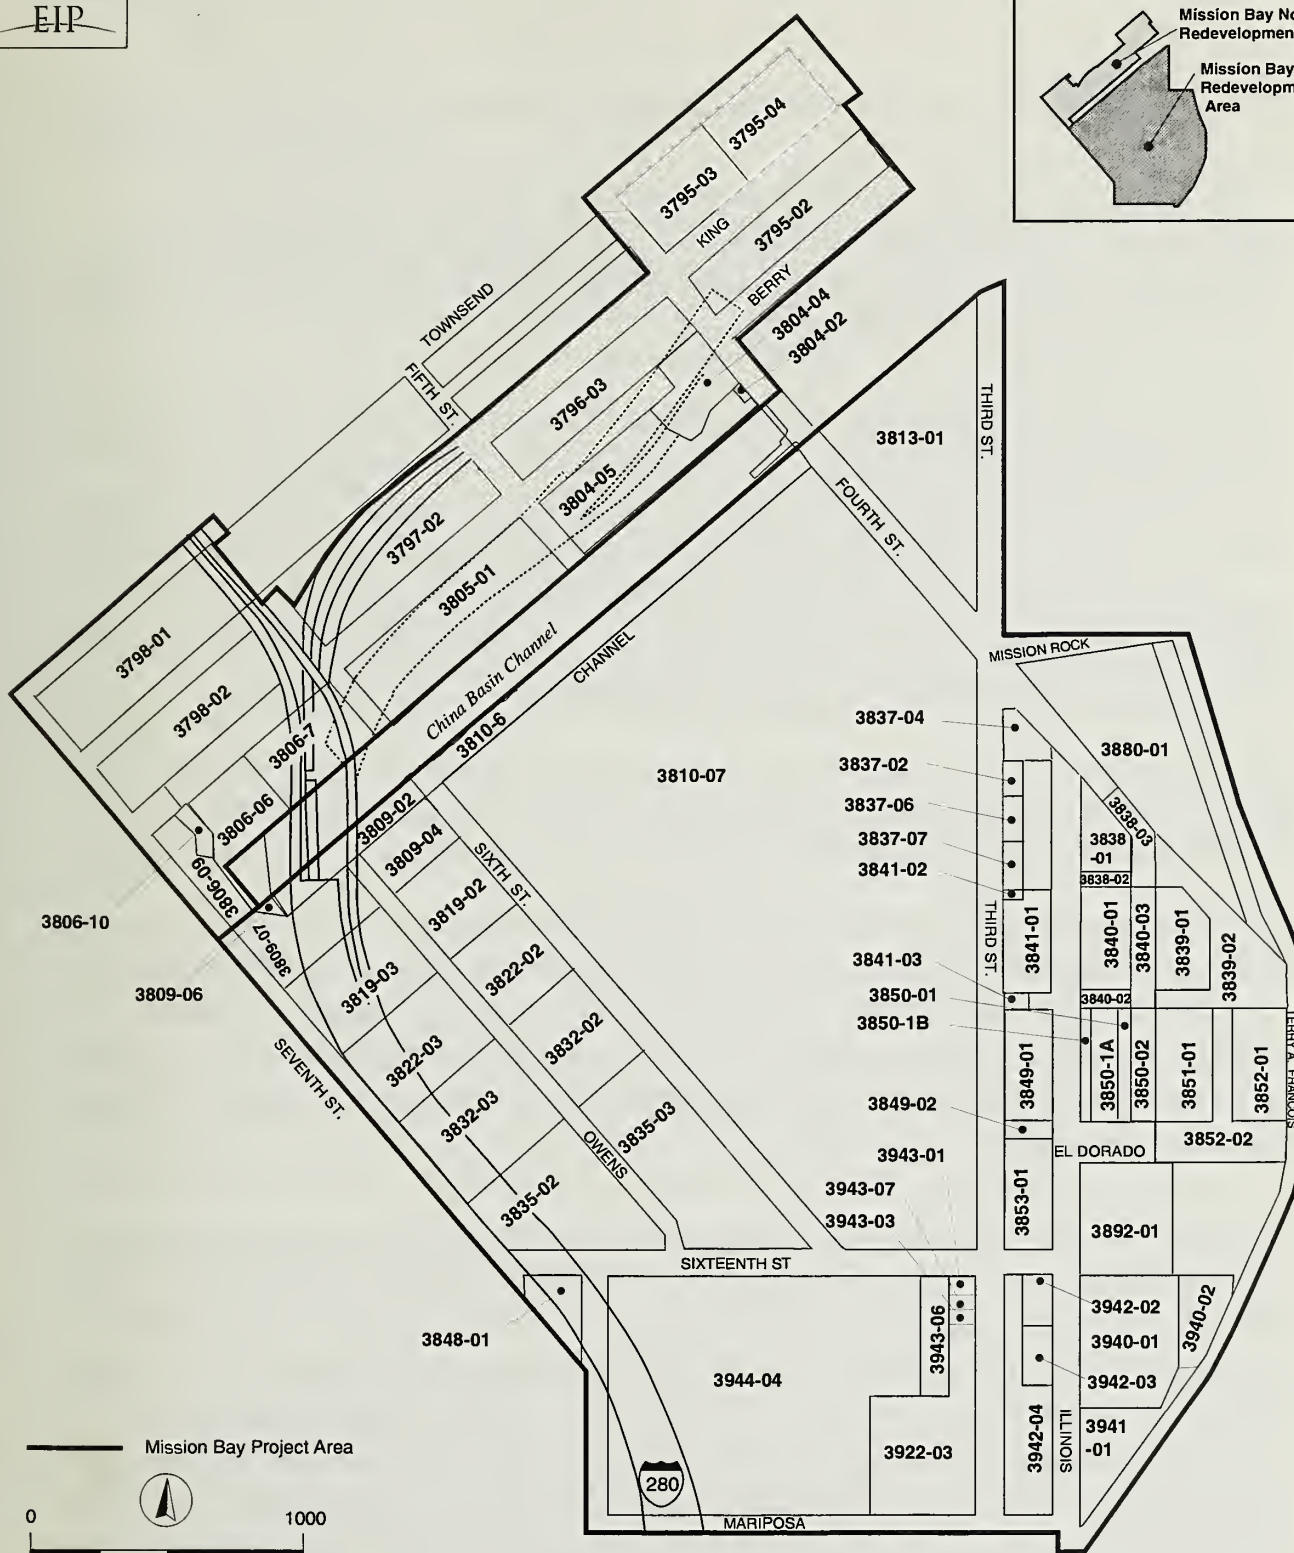 EIP
Mission Bay
Redevelopmen
Mission Bay
Redevelopm
Area
3795-04
3795-03
KING
3795-02
BERRY
TOWNSEND
FIFTH ST.
3804-04
3804-02
3796-03
3804-05
3797-02
3805-01
3813-01
THIRD ST.
FOURTH ST.
3798-01
3798-02
3806-7
3806-06
China Basin Channel
CHANNEL
3810-6
MISSION ROCK
3810-07
3837-04
3837-02
3837-06
3837-07
3841-02
3880-01
3838-03
3838
-01
3838-02
3809-02
3809-04
SIXTH ST.
3819-02
3822-02
3832-02
3835-03
3806-09
3806-10
3809-07
3809-06
3819-03
3822-03
3832-03
3835-02
OWENS
SEVENTH ST.
THIRD ST.
3841-01
3840-01
3840-03
3839-01
3839-02
3841-03
3850-01
3850-1B
3840-02
3849-01
3850-1A
3850-02
3851-01
3852-01
TERRY A. FRANCOIS
3849-02
3852-02
EL DORADO
3943-01
3943-07
3943-03
3853-01
3892-01
SIXTEENTH ST
3848-01
3944-04
3943-06
3922-03
3942-02
3940-01
3940-02
3942-03
3942-04
ILLINOIS
3941
-01
280
MARIPOSA
Mission Bay Project Area
0
1000